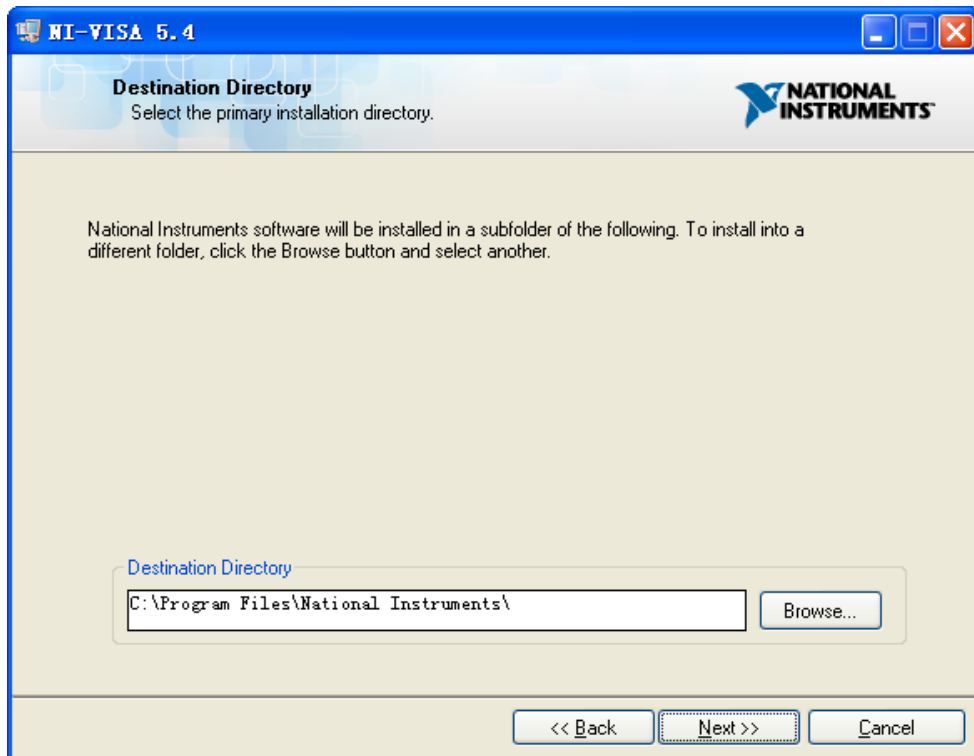 NI-VISA 5.4
Destination Directory
Select the primary installation directory.
NATIONAL
INSTRUMENTS™
National Instruments software will be installed in a subfolder of the following. To install into a
different folder, click the Browse button and select another.
Destination Directory
C:\Program Files\National Instruments\
Browse...
<< Back
Next >>
Cancel